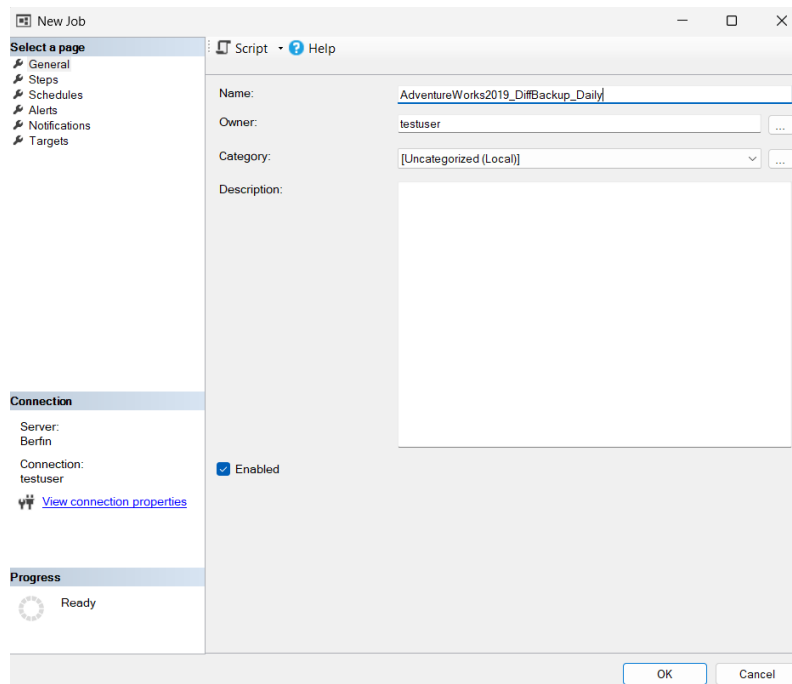 New Job
Select a page
General
Steps
Schedules
Alerts
Notifications
Targets
Script
Help
Name:
AdventureWorks2019_DiffBackup_Daily
Owner:
testuser
...
Category:
[Uncategorized (Local)]
...
Description:
Enabled
Connection
Server:
Berfin
Connection:
testuser
View connection properties
Progress
Ready
OK
Cancel